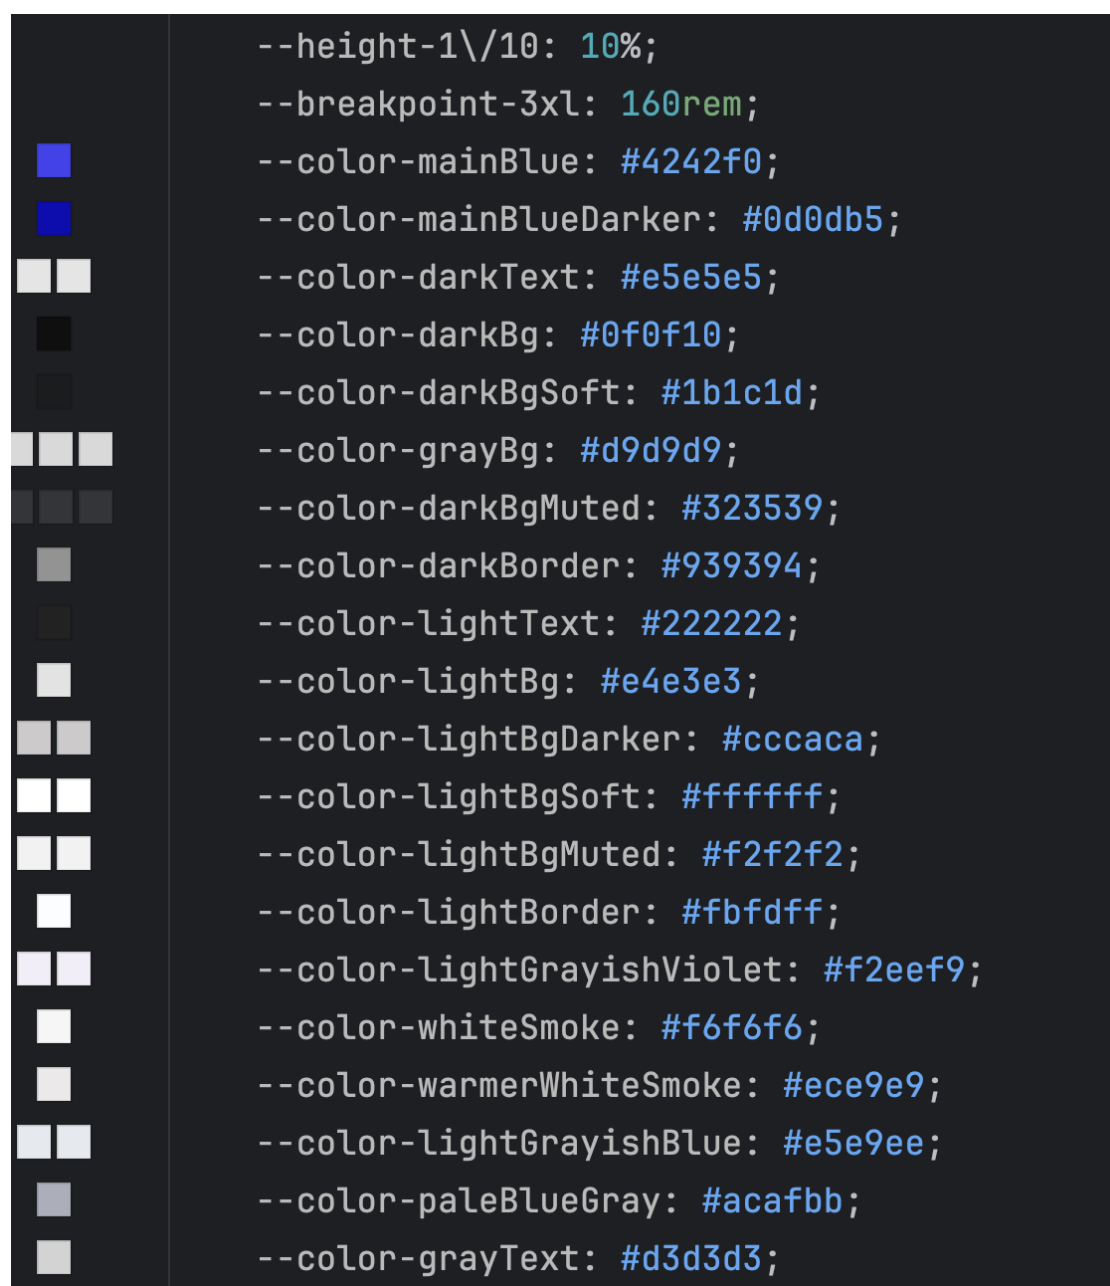 --height-1\/10: 10%;
--breakpoint-3xl: 160rem;
--color-mainBlue: #4242f0;
--color-mainBlueDarker: #0d0db5;
--color-darkText: #e5e5e5;
--color-darkBg: #0f0f10;
--color-darkBgSoft: #1b1c1d;
--color-grayBg: #d9d9d9;
--color-darkBgMuted: #323539;
--color-darkBorder: #939394;
--color-lightText: #222222;
--color-lightBg: #e4e3e3;
--color-lightBgDarker: #cccaca;
--color-lightBgSoft: #ffffff;
--color-lightBgMuted: #f2f2f2;
--color-lightBorder: #fbfdff;
--color-lightGrayishViolet: #f2eef9;
--color-whiteSmoke: #f6f6f6;
--color-warmerWhiteSmoke: #ece9e9;
--color-lightGrayishBlue: #e5e9ee;
--color-paleBlueGray: #acafbb;
--color-grayText: #d3d3d3;